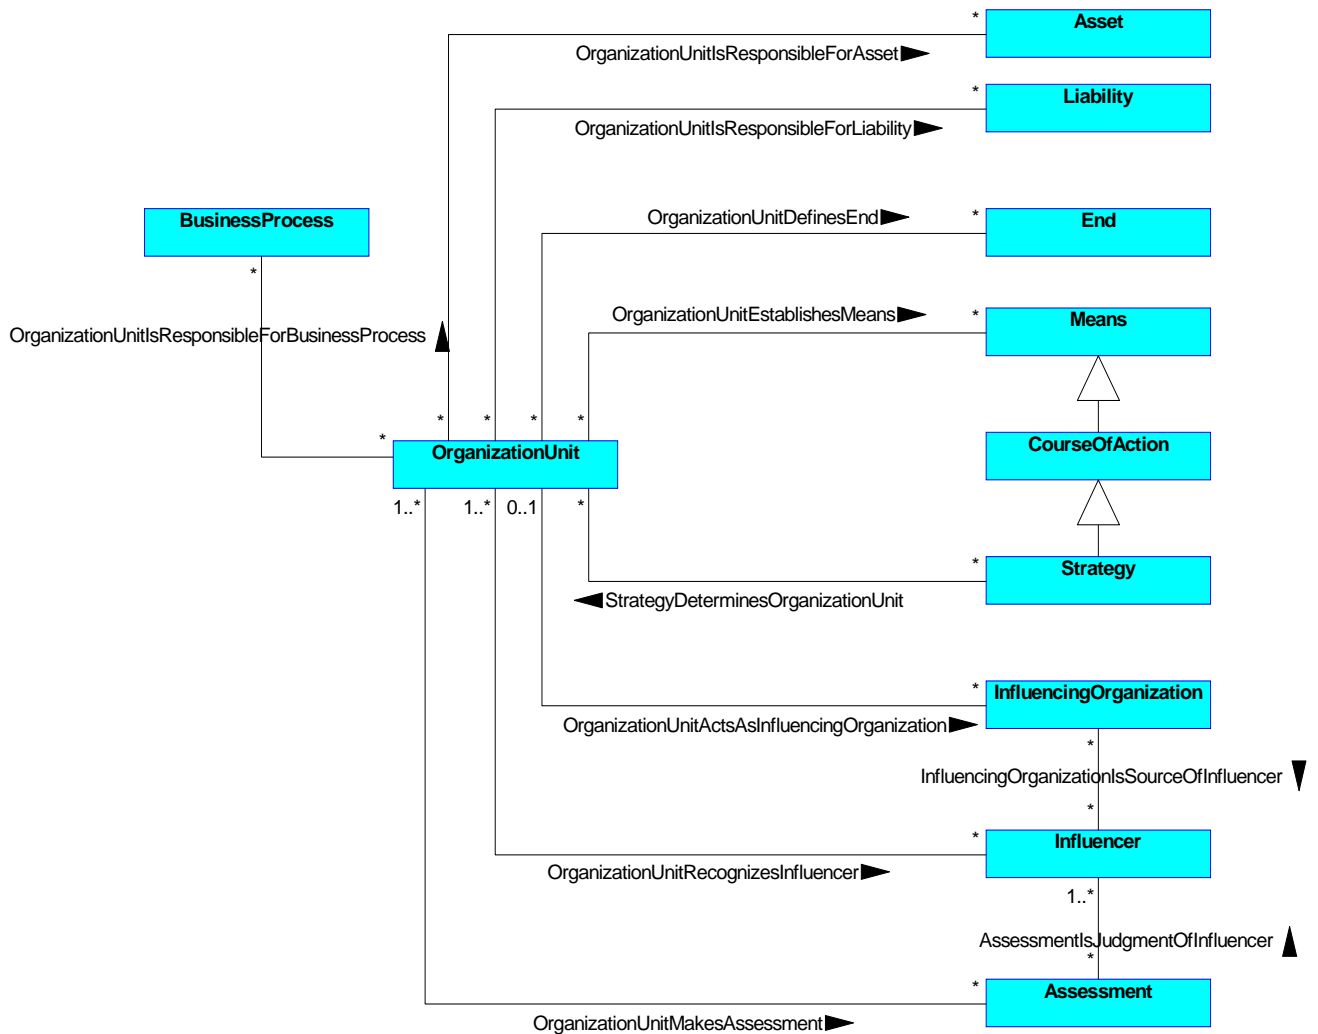 *
Asset
OrganizationUnitIsResponsibleForAsset
*
Liability
OrganizationUnitIsResponsibleForLiability
BusinessProcess
OrganizationUnitDefinesEnd
*
End
*
OrganizationUnitEstablishesMeans
*
Means
OrganizationUnitIsResponsibleForBusinessProcess
* * * *
*
OrganizationUnit
CourseOfAction
1..* 1..* 0..1 *
*
Strategy
StrategyDeterminesOrganizationUnit
*
InfluencingOrganization
OrganizationUnitActsAsInfluencingOrganization
*
InfluencingOrganizationIsSourceOfInfluencer
*
*
Influencer
OrganizationUnitRecognizesInfluencer
1..*
AssessmentIsJudgmentOfInfluencer
*
*
Assessment
OrganizationUnitMakesAssessment